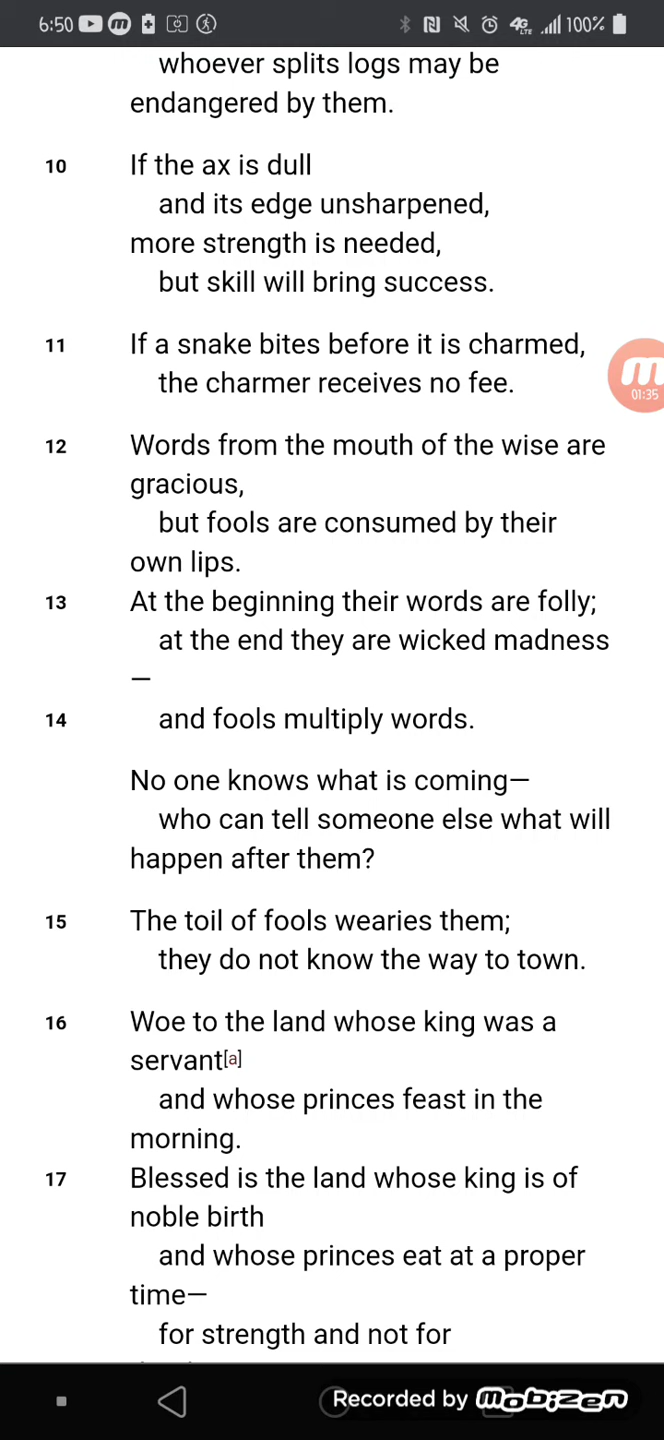 6:50 4G LTE 100%
whoever splits logs may be
endangered by them.
10 If the ax is dull
and its edge unsharpened,
more strength is needed,
but skill will bring success.
11 If a snake bites before it is charmed,
the charmer receives no fee.
01:35
12 Words from the mouth of the wise are
gracious,
but fools are consumed by their
own lips.
13 At the beginning their words are folly;
at the end they are wicked madness
—
14 and fools multiply words.
No one knows what is coming—
who can tell someone else what will
happen after them?
15 The toil of fools wearies them;
they do not know the way to town.
16 Woe to the land whose king was a
servant[a]
and whose princes feast in the
morning.
17 Blessed is the land whose king is of
noble birth
and whose princes eat at a proper
time—
for strength and not for
Recorded by mobizen